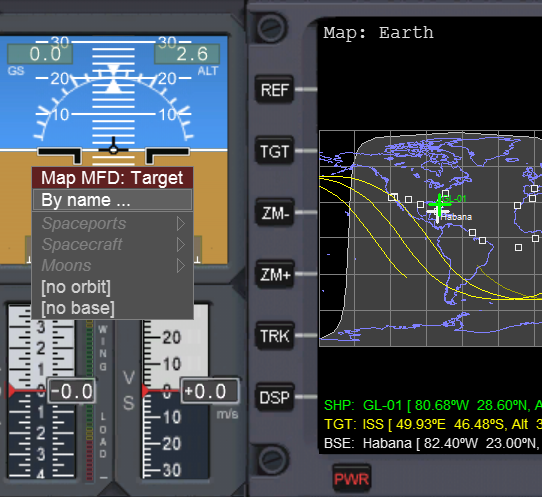 Map: Earth
30 30
0.0 2.6
GS ALT
20 20
10 10
REF
TGT
ZM-
ZM+
TRK
DSP
PWR
Map MFD: Target
By name ...
Spaceports
Spacecraft
Moons
[no orbit]
[no base]
GL-01
Habana
3
2
1
-0.0
1
2
3
4
WING LOAD
VS
20
10
+0.0
m/s
10
20
30
SHP: GL-01 [ 80.68ºW 28.60ºN, A
TGT: ISS [ 49.93ºE 46.48ºS, Alt 3
BSE: Habana [ 82.40ºW 23.00ºN,